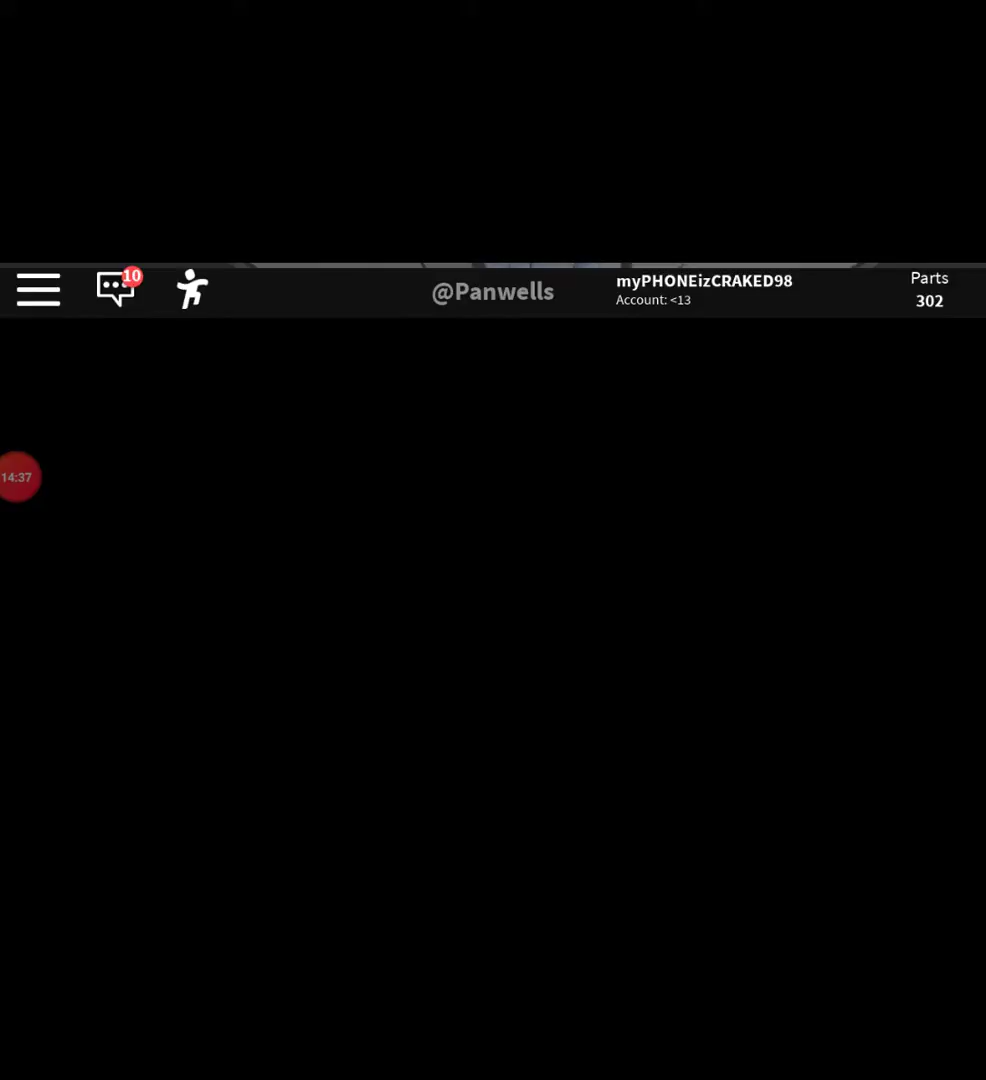 10
@Panwells
myPHONEizCRAKED98
Account: <13
Parts
302
14:37